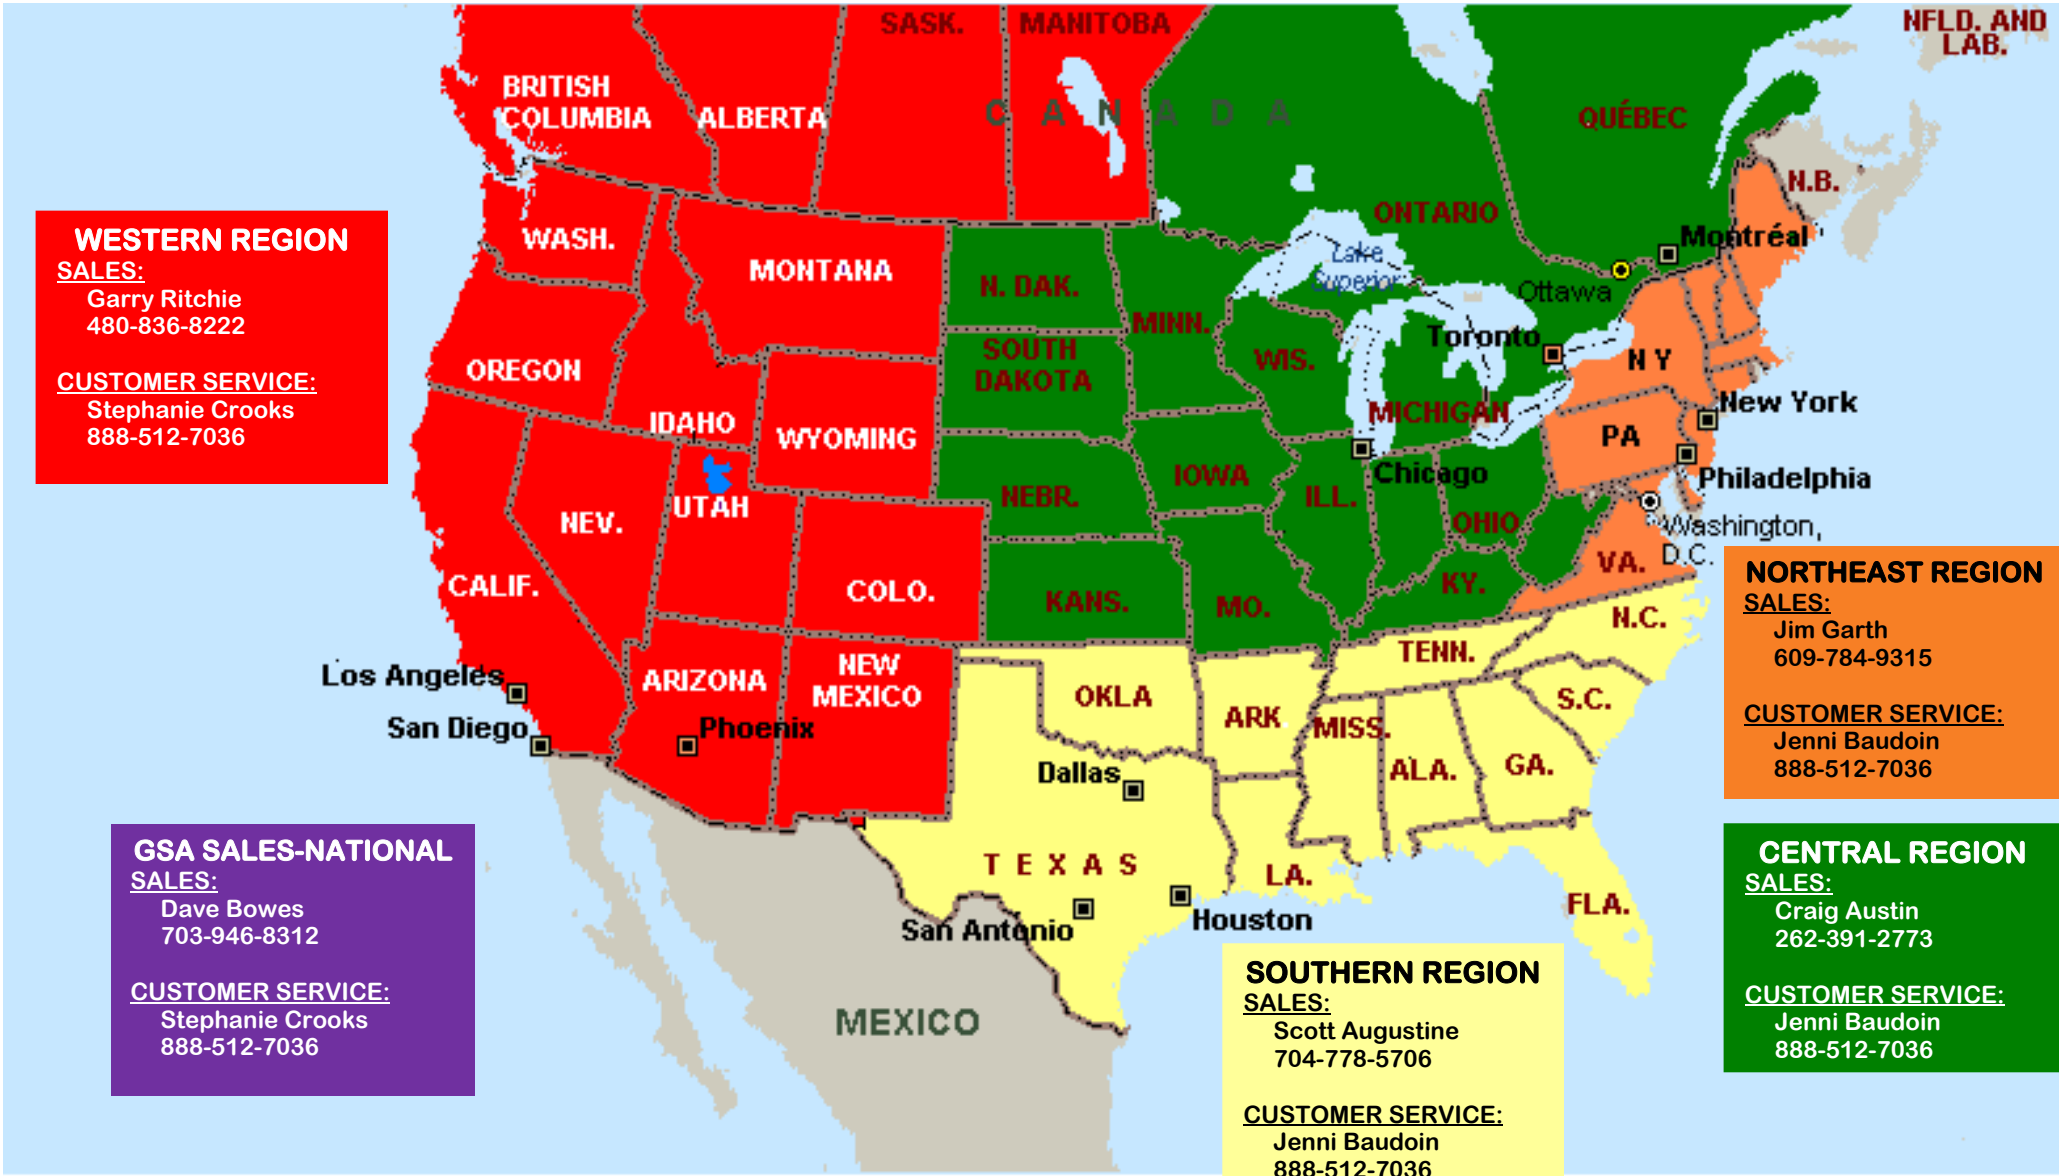 SASK.
MANITOBA
NFLD. AND
LAB.
BRITISH
COLUMBIA
ALBERTA
C A N A D A
QUÉBEC
N.B.
ONTARIO
Montréal
Ottawa
Lake
Superior
WASH.
MONTANA
N. DAK.
MINN.
OREGON
IDAHO
WYOMING
SOUTH
DAKOTA
WIS.
MICHIGAN
Toronto
N Y
New York
PA
Philadelphia
Washington,
D.C.
NEV.
UTAH
NEBR.
IOWA
ILL.
Chicago
OHIO
CALIF.
COLO.
KANS.
MO.
KY.
VA.
N.C.
TENN.
Los Angeles
San Diego
ARIZONA
Phoenix
NEW
MEXICO
OKLA
ARK
MISS.
ALA.
GA.
S.C.
Dallas
T E X A S
LA.
FLA.
San Antonio
Houston
MEXICO
WESTERN REGION
SALES:
Garry Ritchie
480-836-8222
CUSTOMER SERVICE:
Stephanie Crooks
888-512-7036
GSA SALES-NATIONAL
SALES:
Dave Bowes
703-946-8312
CUSTOMER SERVICE:
Stephanie Crooks
888-512-7036
NORTHEAST REGION
SALES:
Jim Garth
609-784-9315
CUSTOMER SERVICE:
Jenni Baudoin
888-512-7036
CENTRAL REGION
SALES:
Craig Austin
262-391-2773
CUSTOMER SERVICE:
Jenni Baudoin
888-512-7036
SOUTHERN REGION
SALES:
Scott Augustine
704-778-5706
CUSTOMER SERVICE:
Jenni Baudoin
888-512-7036